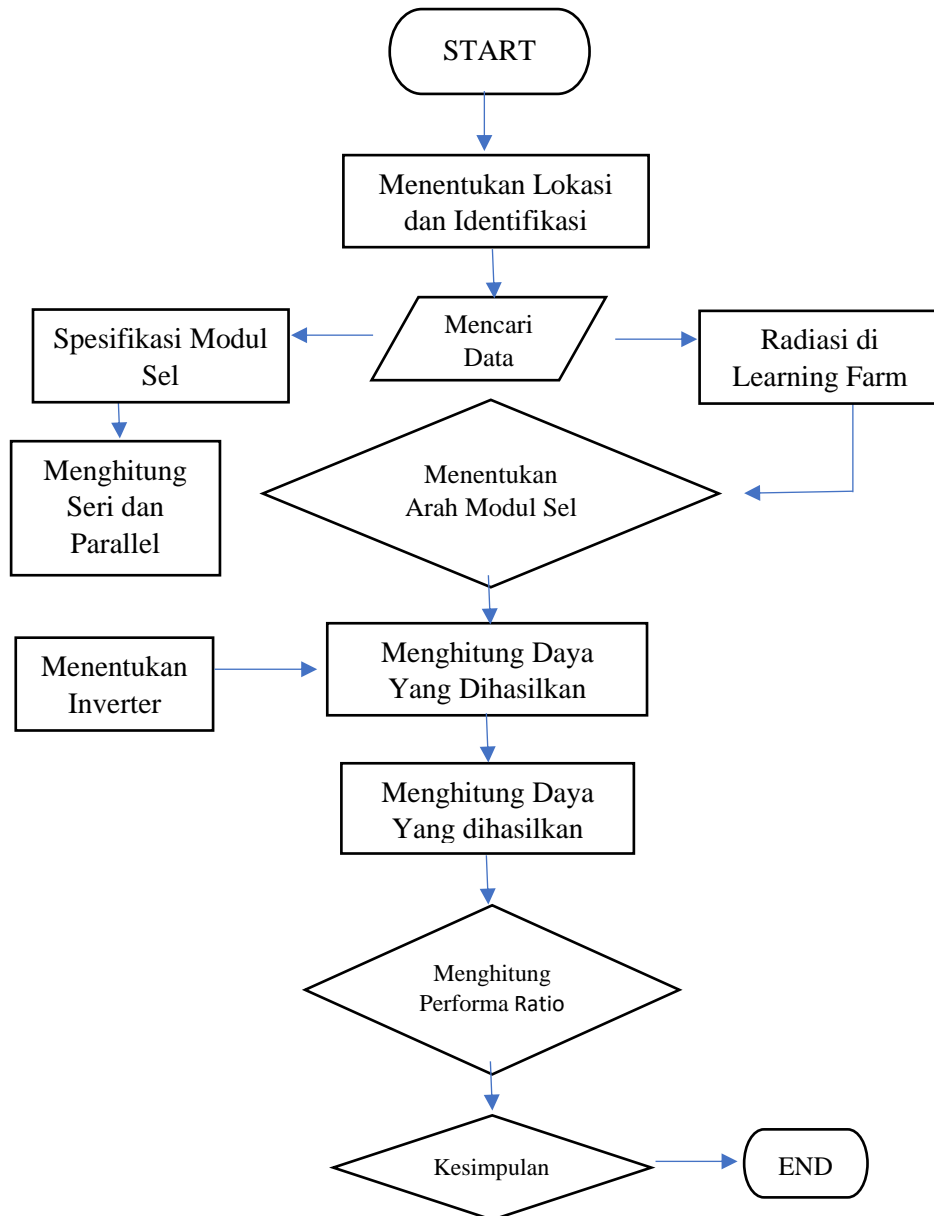 START
Menentukan Lokasi
dan Identifikasi
Mencari
Data
Spesifikasi Modul
Sel
Radiasi di
Learning Farm
Menghitung
Seri dan
Parallel
Menentukan
Arah Modul Sel
Menentukan
Inverter
Menghitung Daya
Yang Dihasilkan
Menghitung Daya
Yang dihasilkan
Menghitung
Performa Ratio
Kesimpulan
END